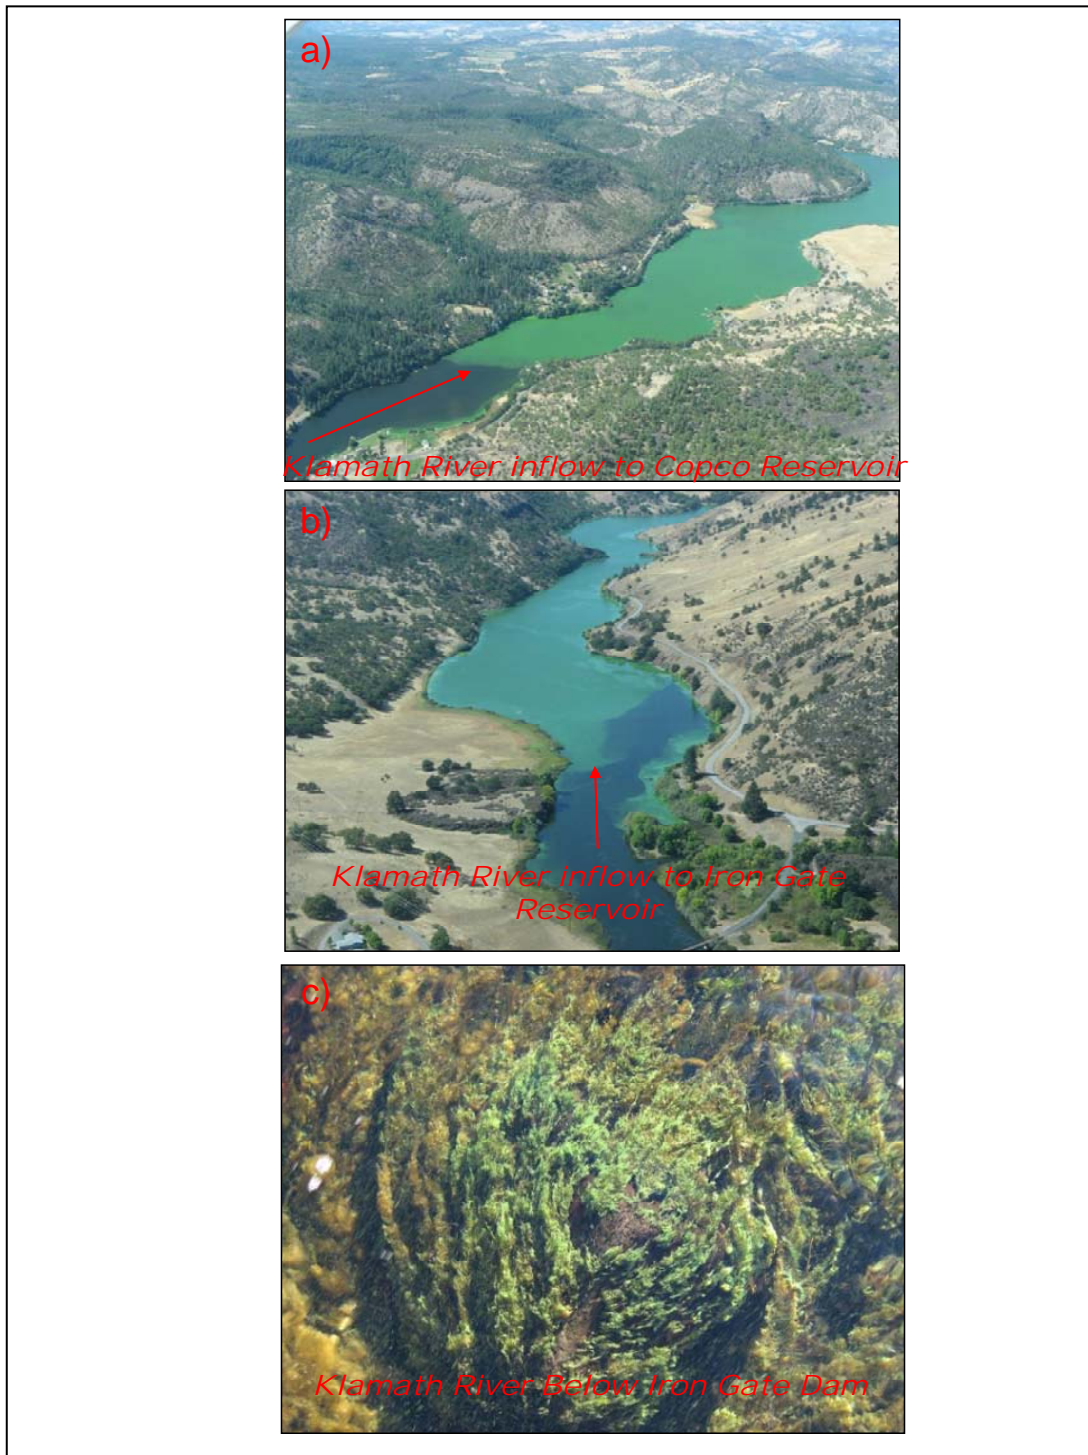 a)
Klamath River inflow to Copco Reservoir
b)
Klamath River inflow to Iron Gate
Reservoir
c)
Klamath River Below Iron Gate Dam